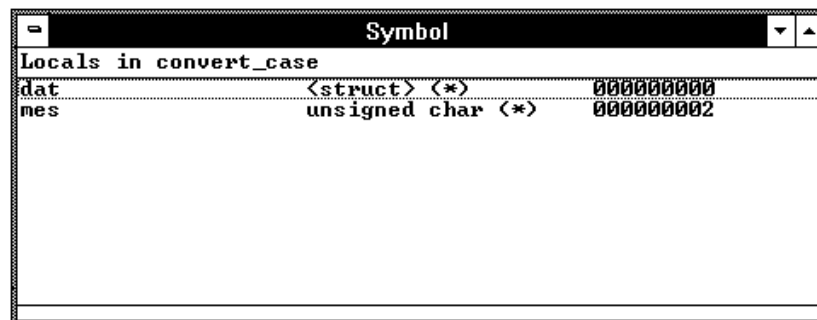 Symbol
Locals in convert_case
dat <struct> (*) 000000000
mes unsigned char (*) 000000002